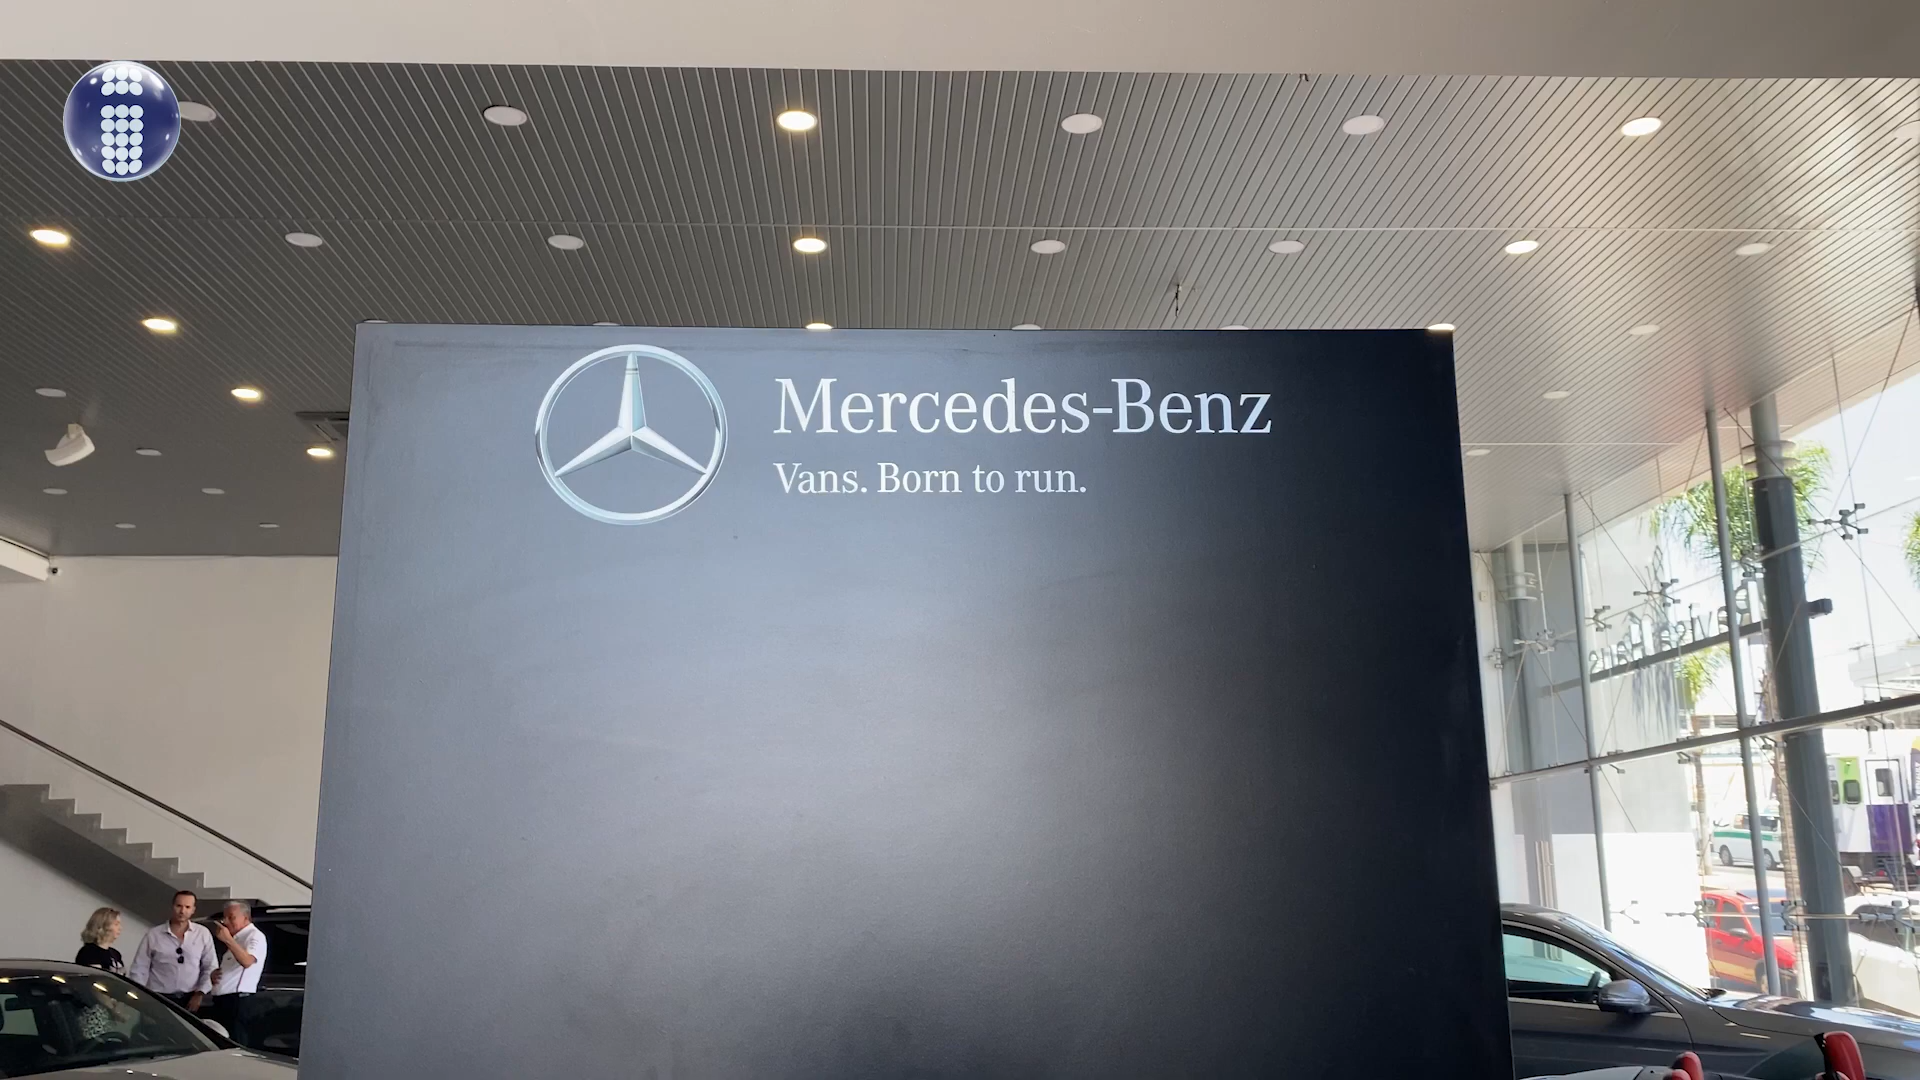 Mercedes-Benz
Vans. Born to run.